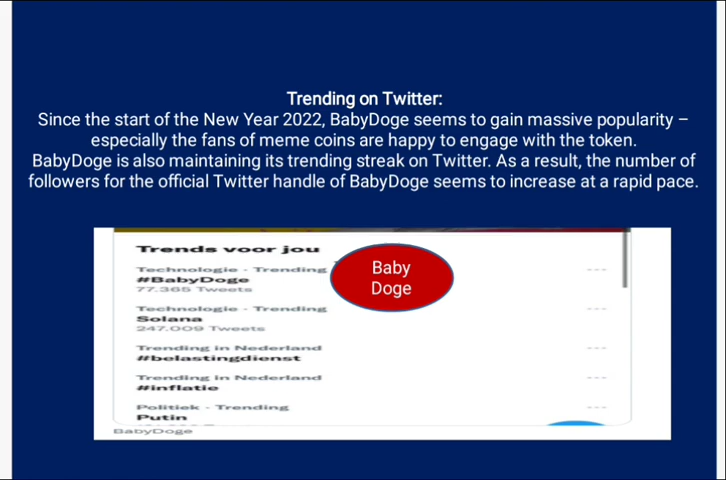 Trending on Twitter:
Since the start of the New Year 2022, BabyDoge seems to gain massive popularity –
especially the fans of meme coins are happy to engage with the token.
BabyDoge is also maintaining its trending streak on Twitter. As a result, the number of
followers for the official Twitter handle of BabyDoge seems to increase at a rapid pace.
Trends voor jou
Technologie · Trending
#BabyDoge
77.365 Tweets
Baby
Doge
Technologie · Trending
Solana
247.009 Tweets
Trending in Nederland
#belastingdienst
Trending in Nederland
#inflatie
Politiek · Trending
Putin
BabyDoge